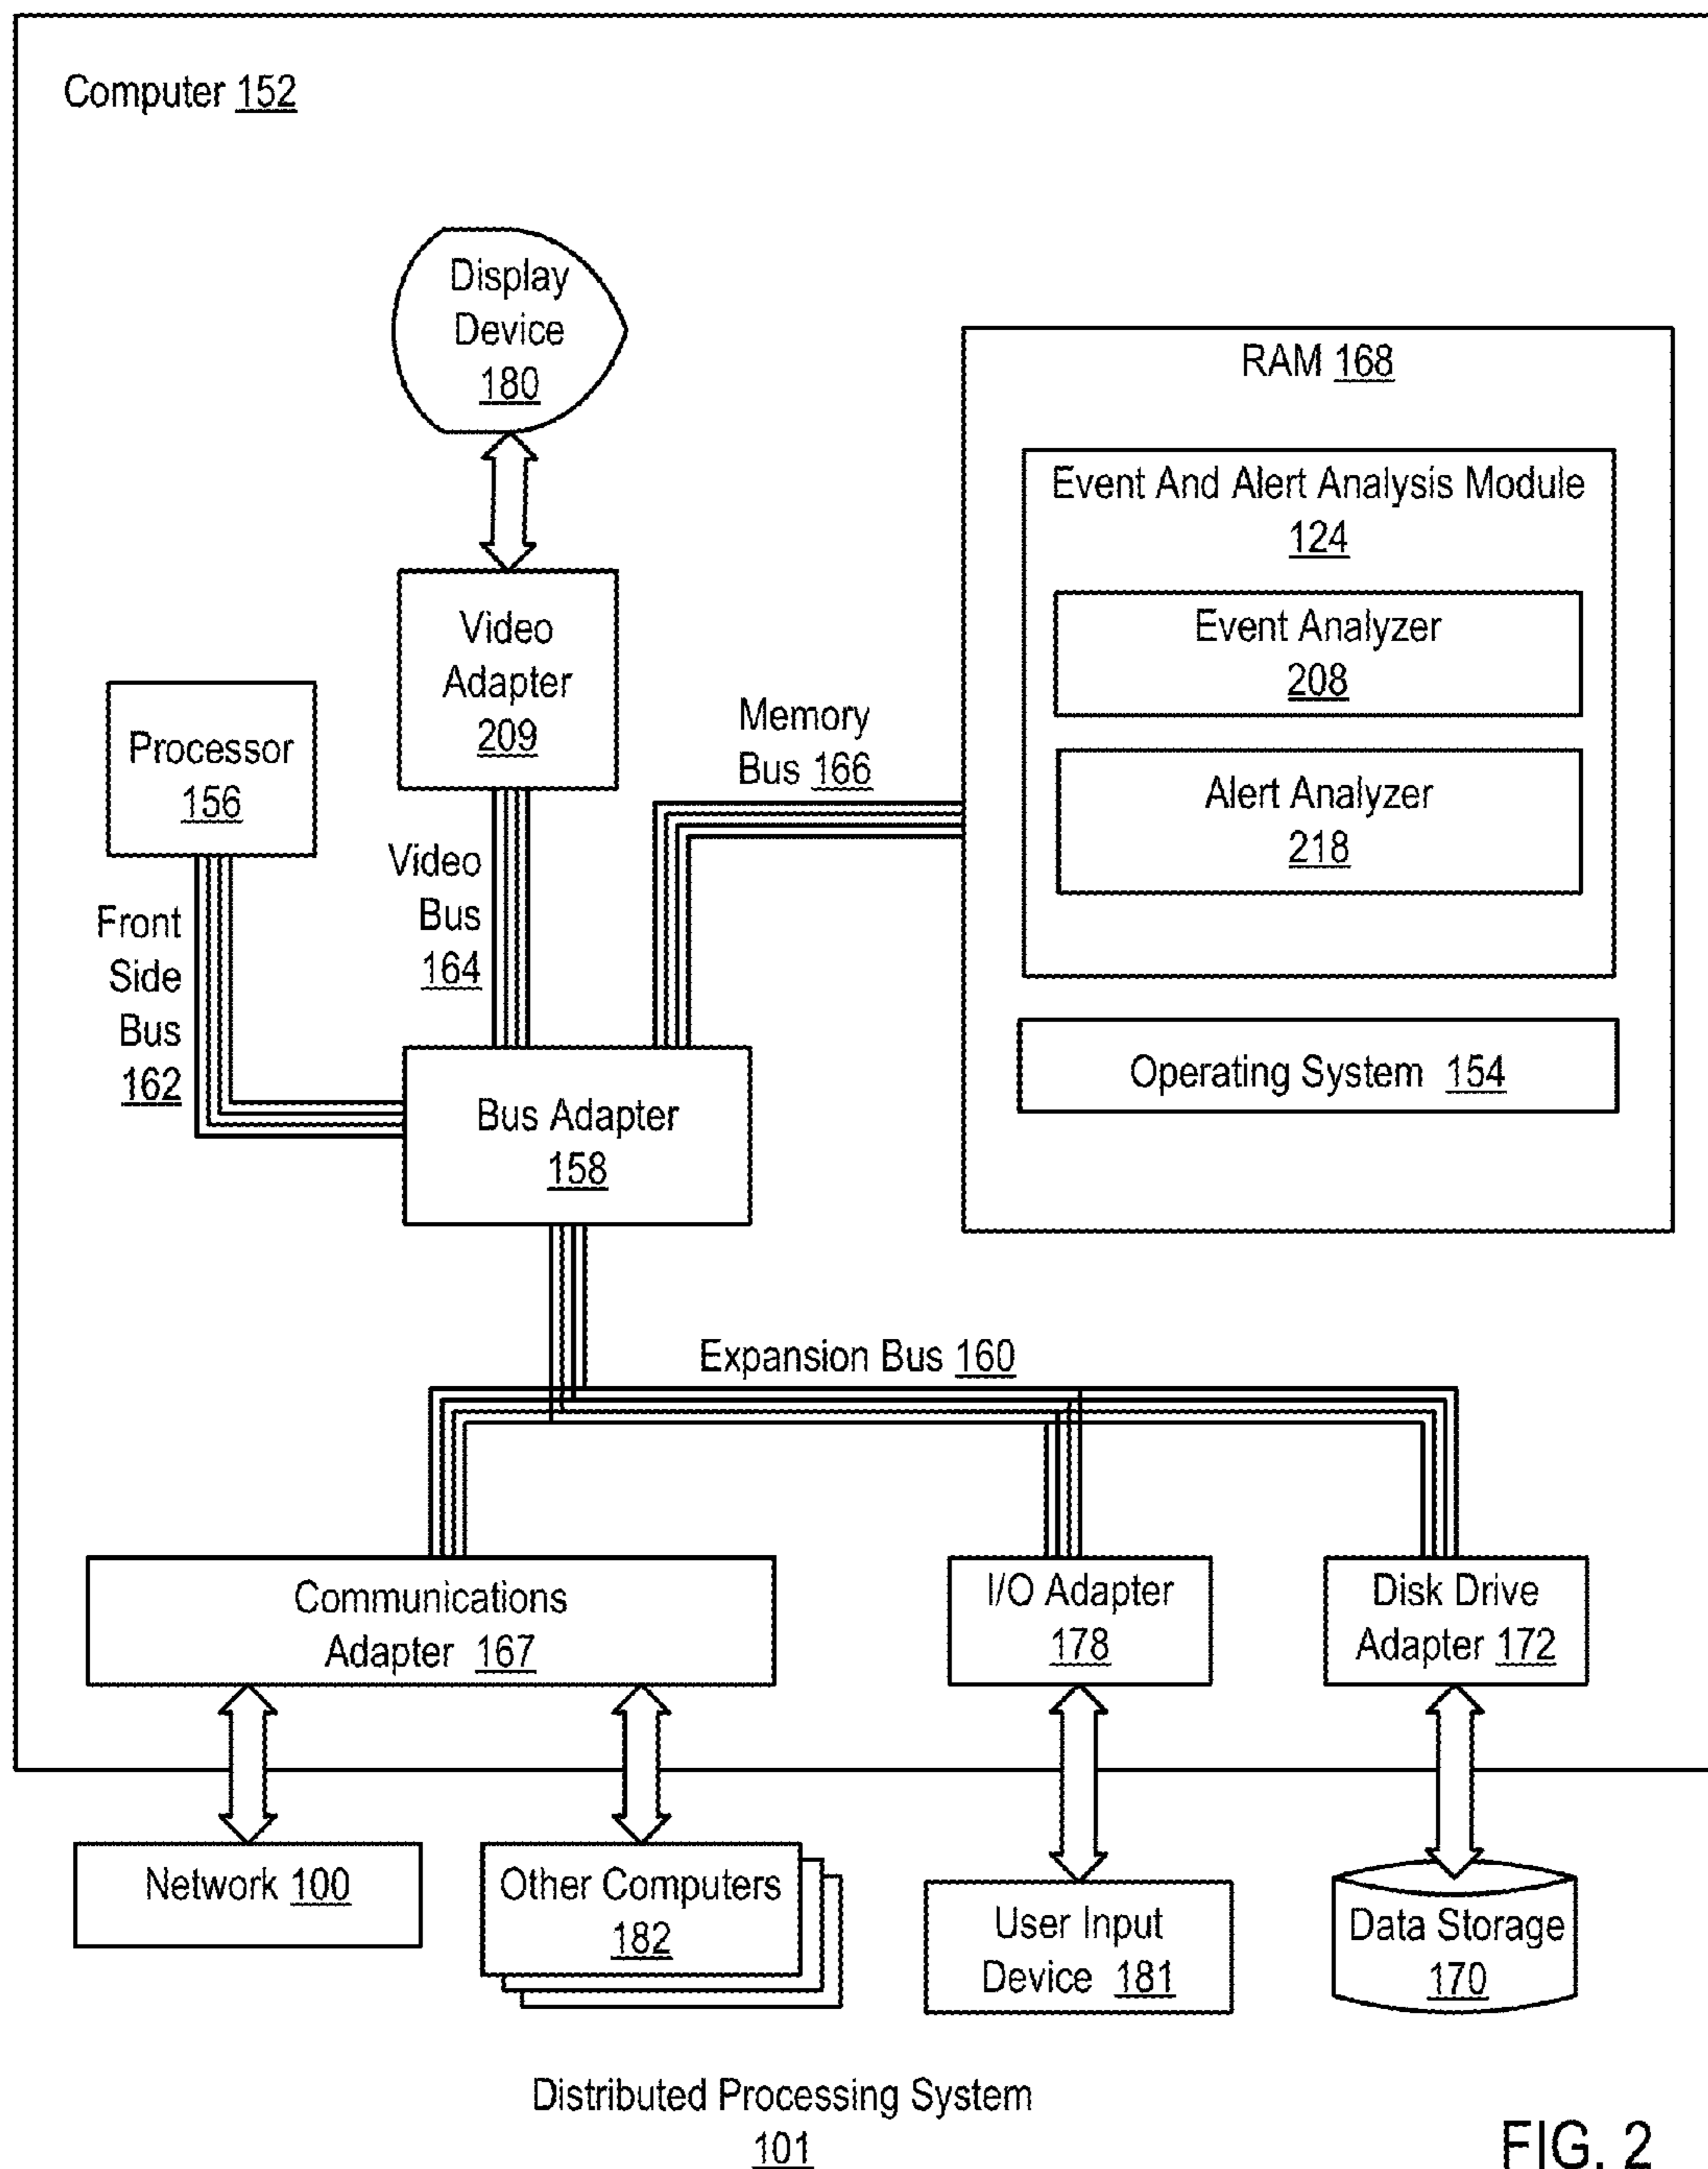 Computer 152
Display
Device
180
RAM 168
Event And Alert Analysis Module
124
Event Analyzer
208
Alert Analyzer
218
Operating System 154
Video
Adapter
209
Processor
156
Memory
Bus 166
Video
Bus
164
Front
Side
Bus
162
Bus Adapter
158
Expansion Bus 160
Communications
Adapter 167
I/O Adapter
178
Disk Drive
Adapter 172
Network 100
Other Computers
182
User Input
Device 181
Data Storage
170
Distributed Processing System
101
FIG. 2